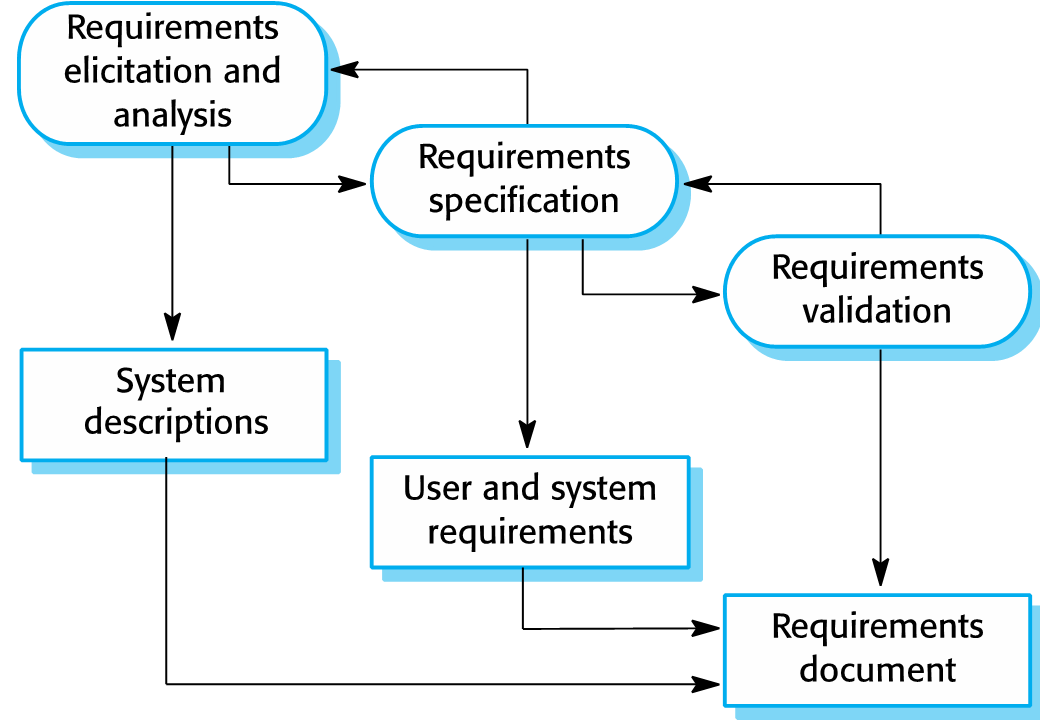 Requirements
elicitation and
analysis
Requirements
specification
Requirements
validation
System
descriptions
User and system
requirements
Requirements
document